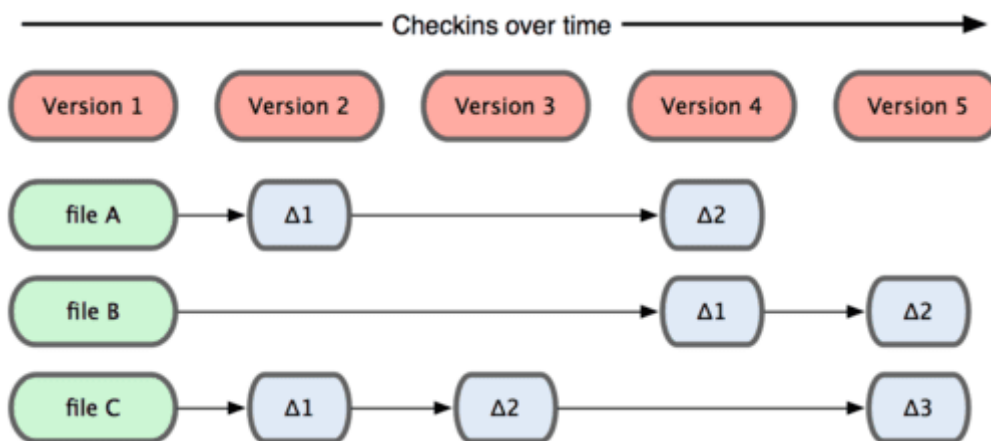 Checkins over time
Version 1 Version 2 Version 3 Version 4 Version 5
file A Δ1 Δ2
file B Δ1 Δ2
file C Δ1 Δ2 Δ3